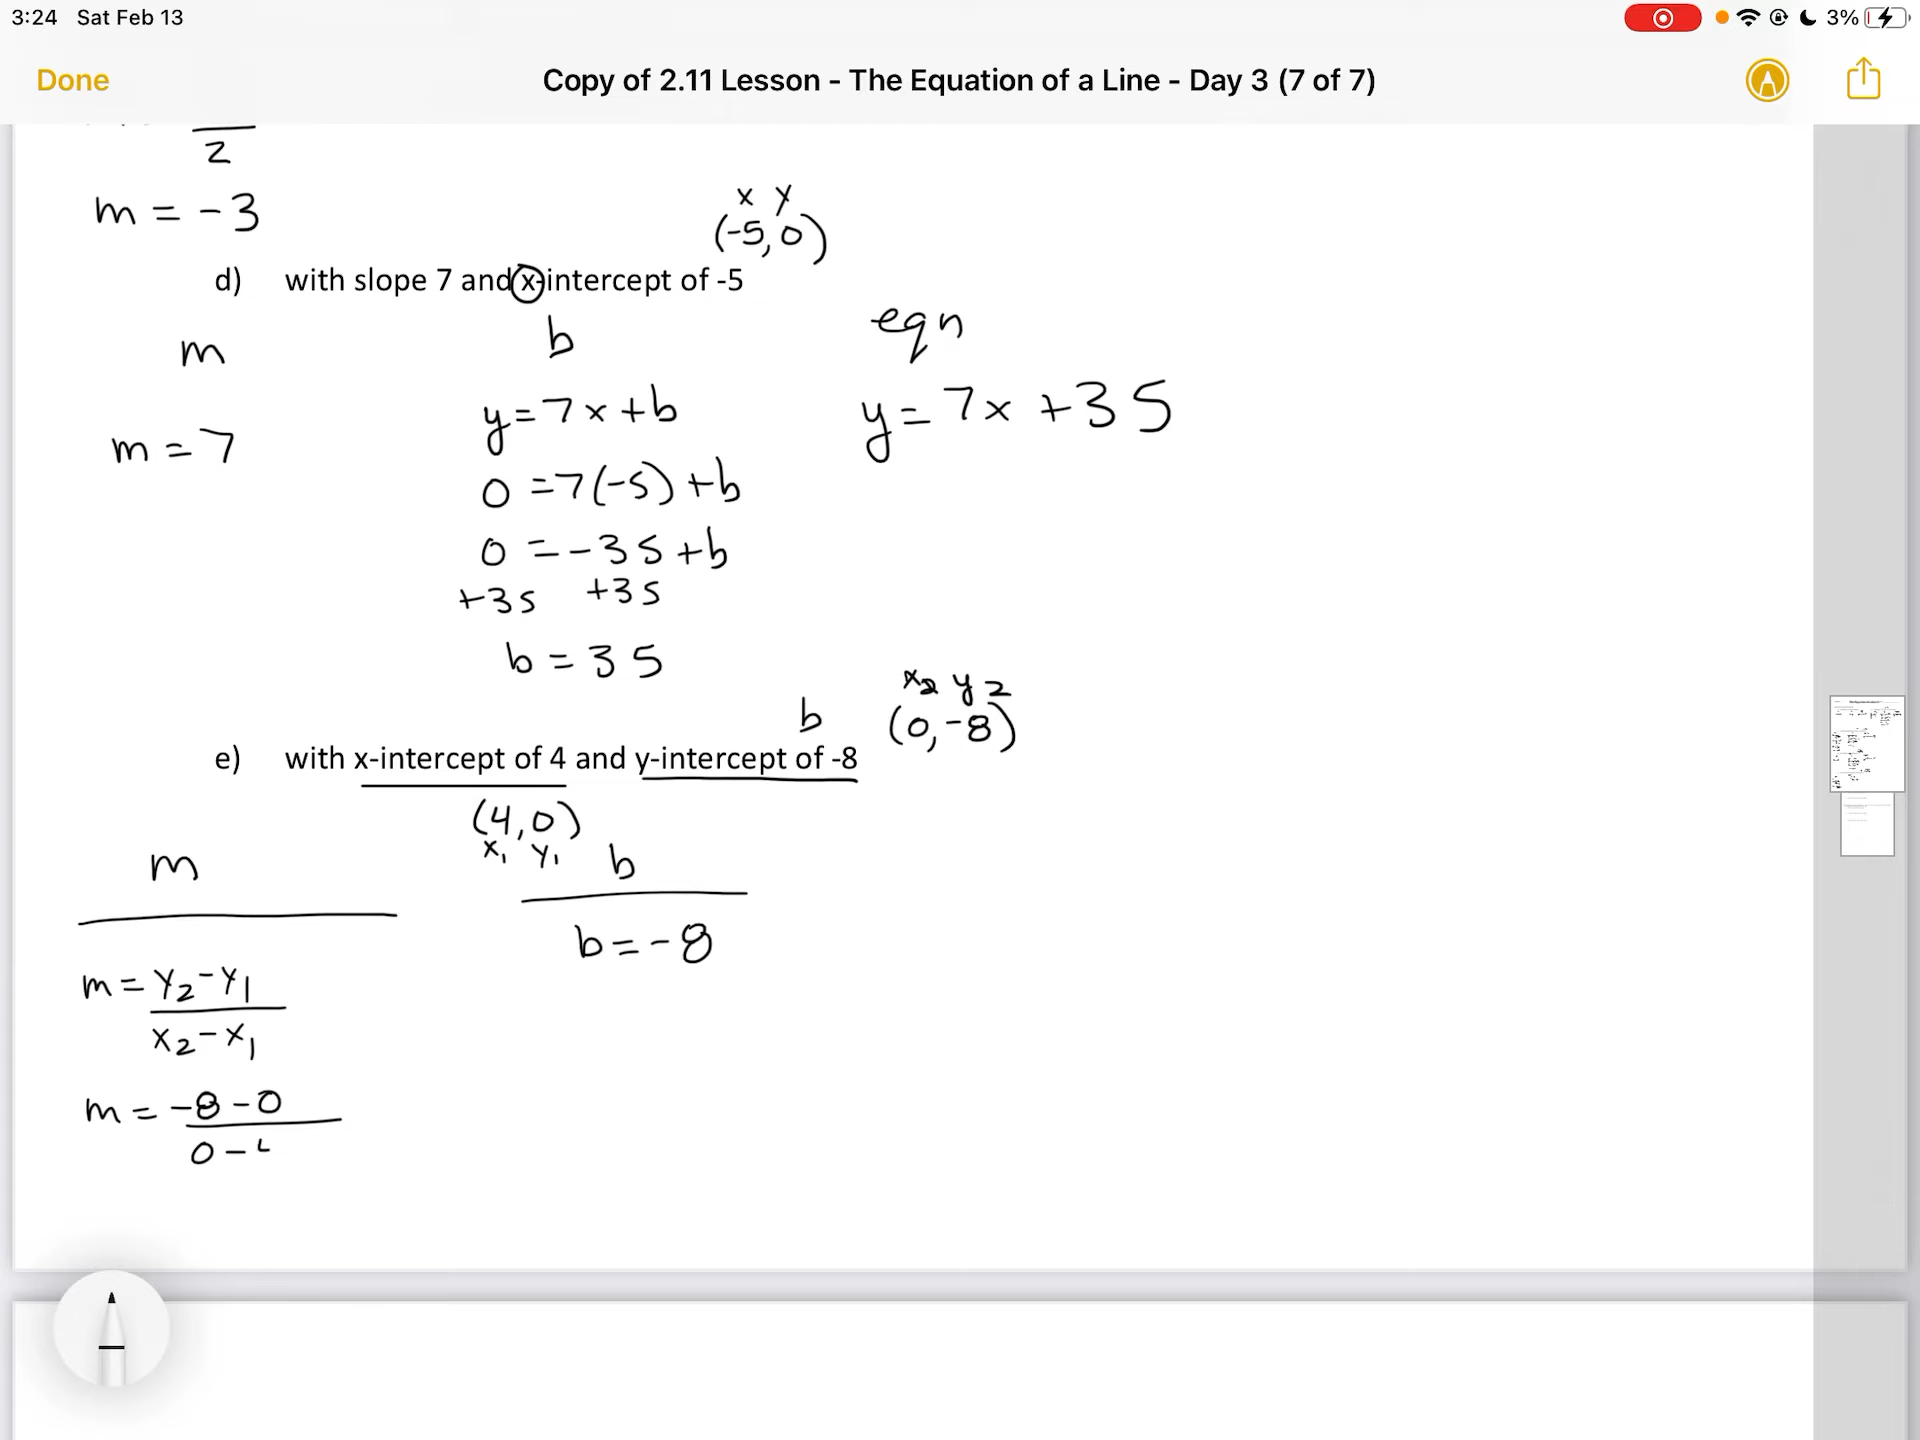 3:24 Sat Feb 13
3%
Done
Copy of 2.11 Lesson - The Equation of a Line - Day 3 (7 of 7)
2
m = -3
x y
(-5,0)
d) with slope 7 and x-intercept of -5
m
b
eqn
m = 7
y = 7x + b
y = 7x + 35
0 = 7(-5) + b
0 = -35 + b
+35 +35
b = 35
x2 y2
b
(0,-8)
e) with x-intercept of 4 and y-intercept of -8
(4,0)
x1 y1
m
b
b = -8
m = y2 - y1
x2 - x1
m = -8 - 0
0 -